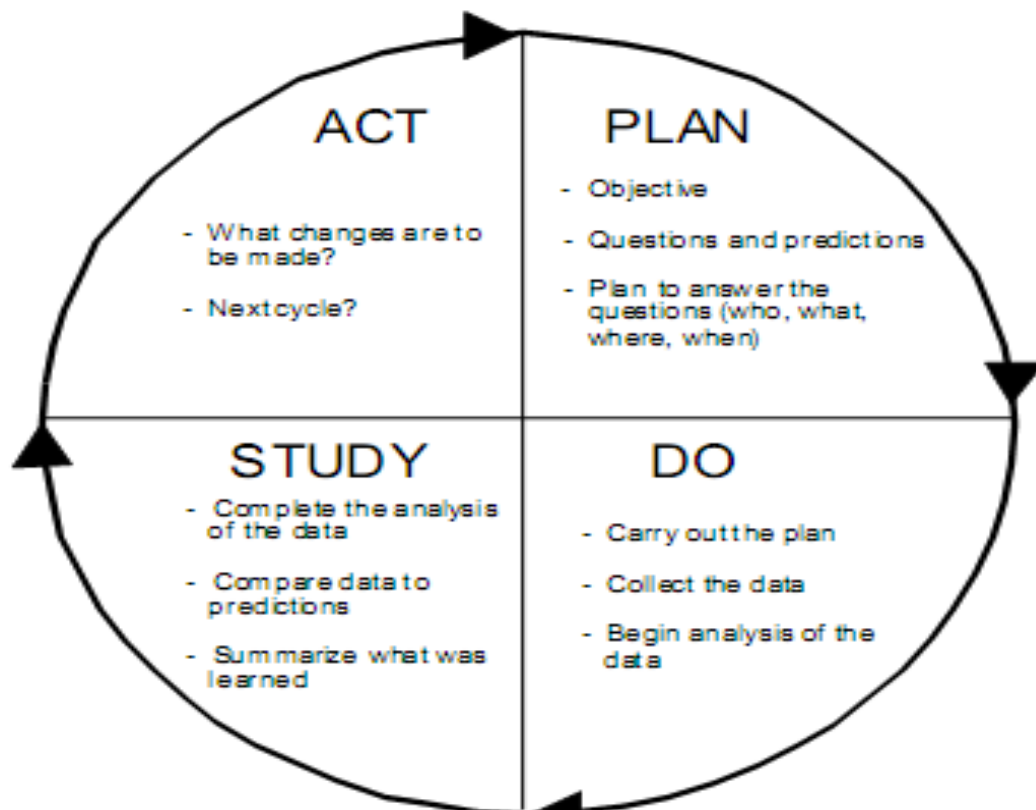 ACT
- What changes are to
be made?
- Next cycle?
PLAN
- Objective
- Questions and predictions
- Plan to answer the
questions (who, what,
where, when)
STUDY
- Complete the analysis
of the data
- Compare data to
predictions
- Summarize what was
learned
DO
- Carry out the plan
- Collect the data
- Begin analysis of the
data